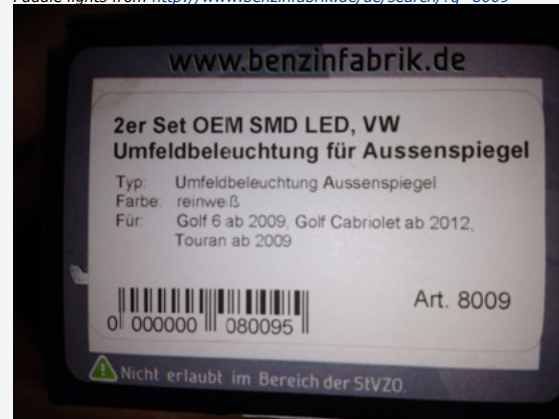 Puddle lights from http://www.benzinfabrik.de/de/search/?q=8009
www.benzinfabrik.de
2er Set OEM SMD LED, VW
Umfeldbeleuchtung für Aussenspiegel
Typ: Umfeldbeleuchtung Aussenspiegel
Farbe: reinweiß
Für: Golf 6 ab 2009, Golf Cabriolet ab 2012,
Touran ab 2009
Art. 8009
0 000000 080095
Nicht erlaubt im Bereich der StVZO.